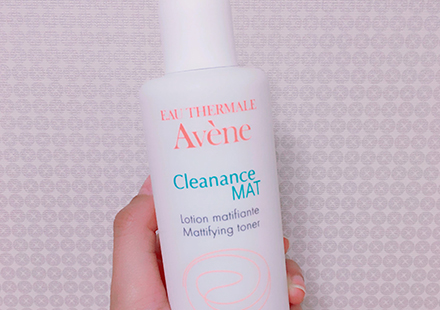 EAU THERMALE
Avène
Cleanance
MAT
Lotion matifiante
Mattifying toner